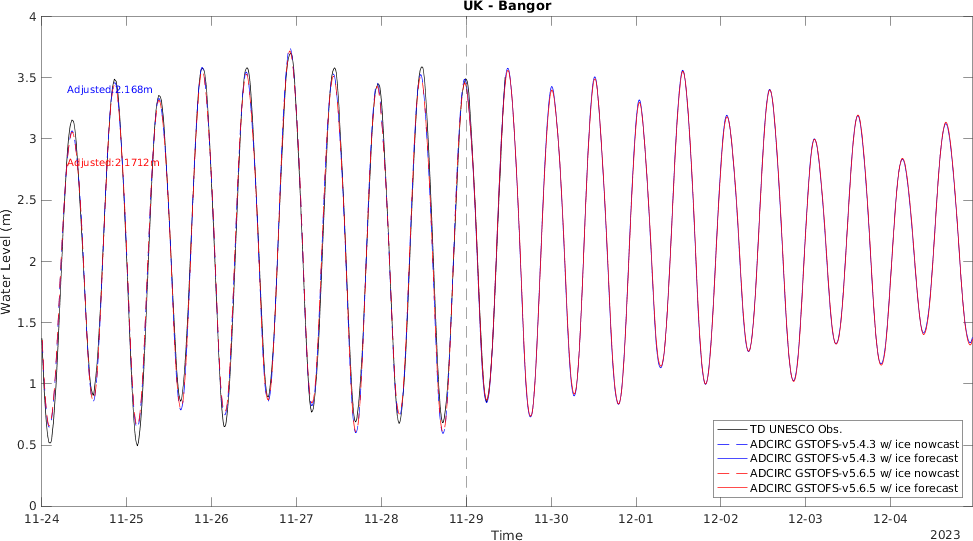 UK - Bangor
4
3.5
3
2.5
2
1.5
1
0.5
0
Water Level (m)
Adjusted:2.168m
Adjusted:2.1712m
TD UNESCO Obs.
ADCIRC GSTOFS-v5.4.3 w/ ice nowcast
ADCIRC GSTOFS-v5.4.3 w/ ice forecast
ADCIRC GSTOFS-v5.6.5 w/ ice nowcast
ADCIRC GSTOFS-v5.6.5 w/ ice forecast
11-24 11-25 11-26 11-27 11-28 11-29 11-30 12-01 12-02 12-03 12-04
Time
2023